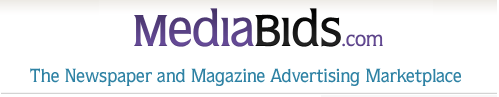 MediaBids.com
The Newspaper and Magazine Advertising Marketplace